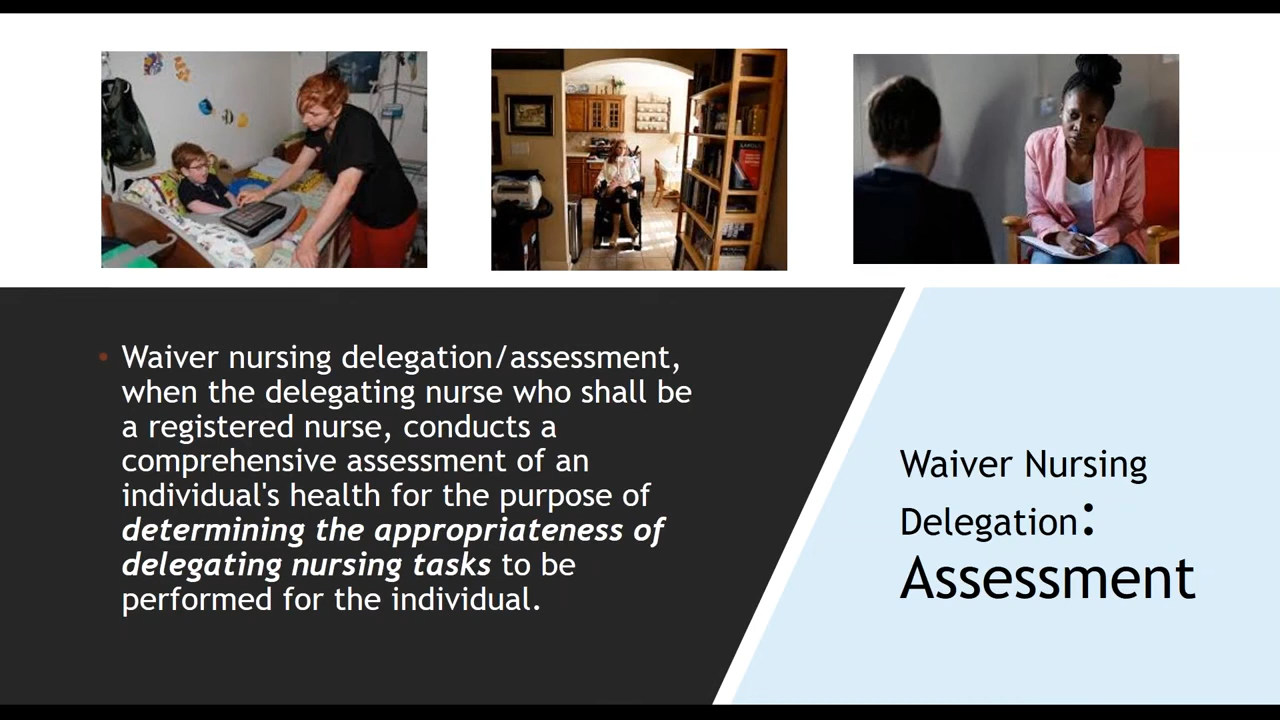 Waiver nursing delegation/assessment,
when the delegating nurse who shall be
a registered nurse, conducts a
comprehensive assessment of an
individual's health for the purpose of
determining the appropriateness of
delegating nursing tasks to be
performed for the individual.
Waiver Nursing
Delegation:
Assessment